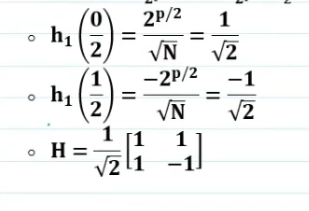 ◦ h₁(0/2) = 2^(p/2)/√N = 1/√2
◦ h₁(1/2) = −2^(p/2)/√N = −1/√2
◦ H = 1/√2 [1 1; 1 −1]